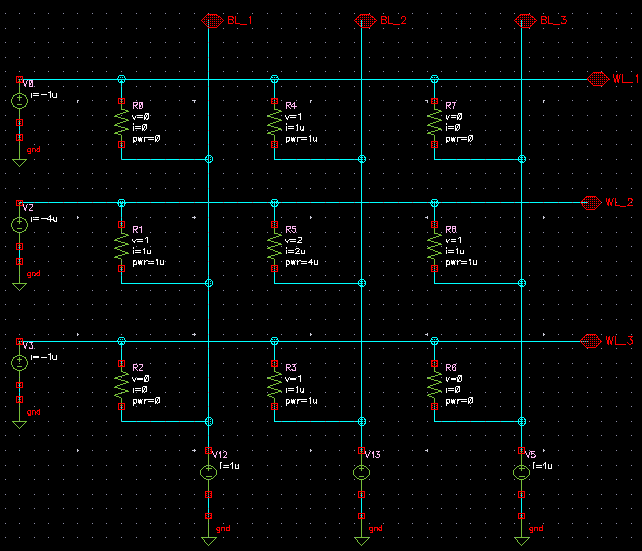 BL_1
BL_2
BL_3
WL_1
V0
i=-1u
gnd
R0
v=0
i=0
pwr=0
R4
v=1
i=1u
pwr=1u
R7
v=0
i=0
pwr=0
WL_2
V2
i=-4u
gnd
R1
v=1
i=1u
pwr=1u
R5
v=2
i=2u
pwr=4u
R8
v=1
i=1u
pwr=1u
WL_3
V3
i=-1u
gnd
R2
v=0
i=0
pwr=0
R3
v=1
i=1u
pwr=1u
R6
v=0
i=0
pwr=0
V12
i=1u
gnd
V13
i=4u
gnd
i=1u
gnd